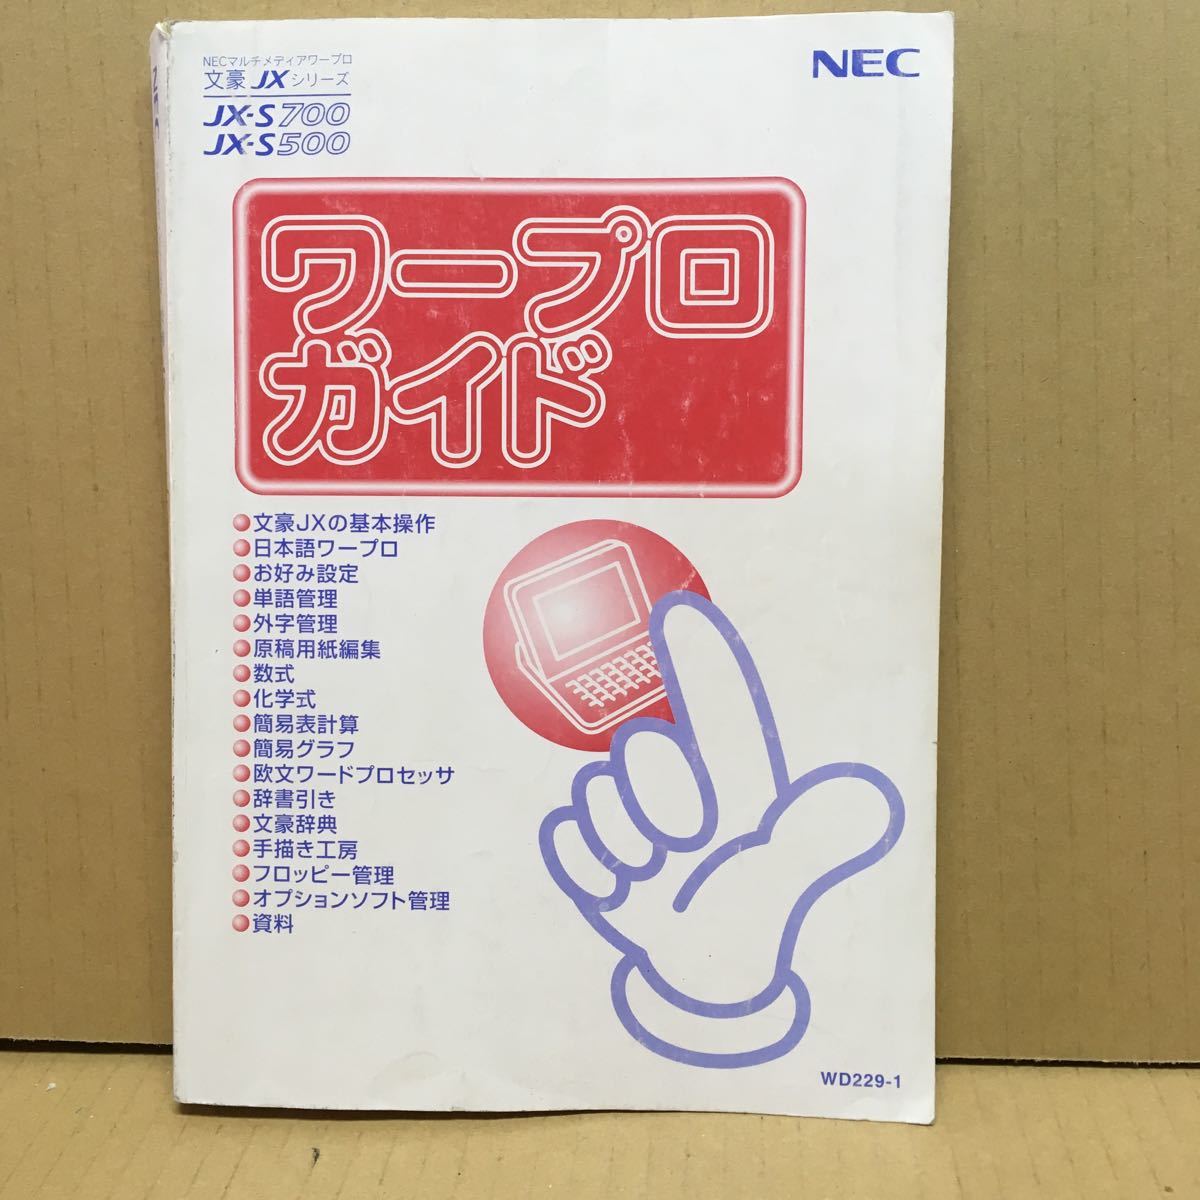 NECマルチメディアワープロ
文豪JXシリーズ
JX-S700
JX-S500
NEC
NEC
ワープロ
ガイド
文豪JXの基本操作
日本語ワープロ
お好み設定
単語管理
外字管理
原稿用紙編集
数式
化学式
簡易表計算
簡易グラフ
欧文ワードプロセッサ
辞書引き
文豪辞典
手描き工房
フロッピー管理
オプションソフト管理
資料
WD229-1